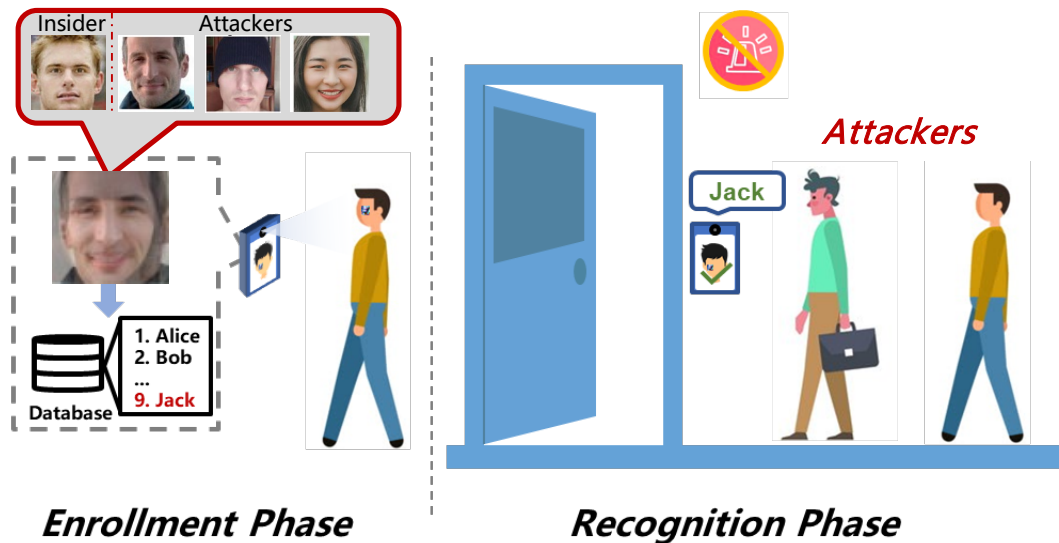 Insider
Attackers
1. Alice
2. Bob
...
9. Jack
Database
Enrollment Phase
Attackers
Jack
Recognition Phase